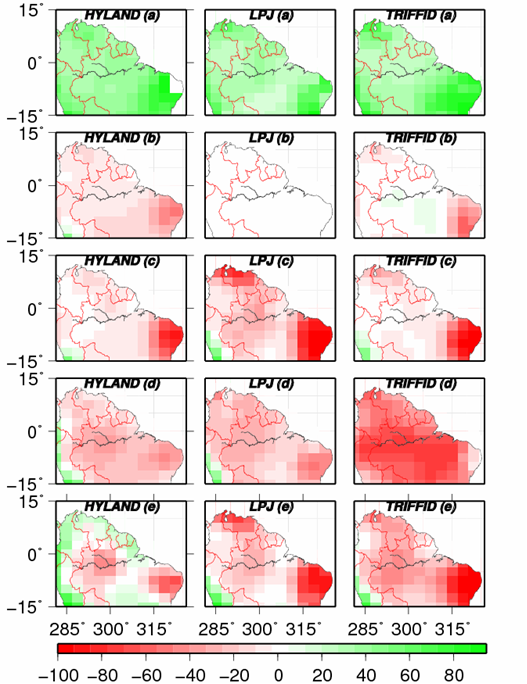 HYLAND (a) LPJ (a) TRIFFID (a)
15°
0°
−15°
HYLAND (b) LPJ (b) TRIFFID (b)
15°
0°
−15°
HYLAND (c) LPJ (c) TRIFFID (c)
15°
0°
−15°
HYLAND (d) LPJ (d) TRIFFID (d)
15°
0°
−15°
HYLAND (e) LPJ (e) TRIFFID (e)
15°
0°
−15°
285° 300° 315° 285° 300° 315° 285° 300° 315°
−100 −80 −60 −40 −20 0 20 40 60 80